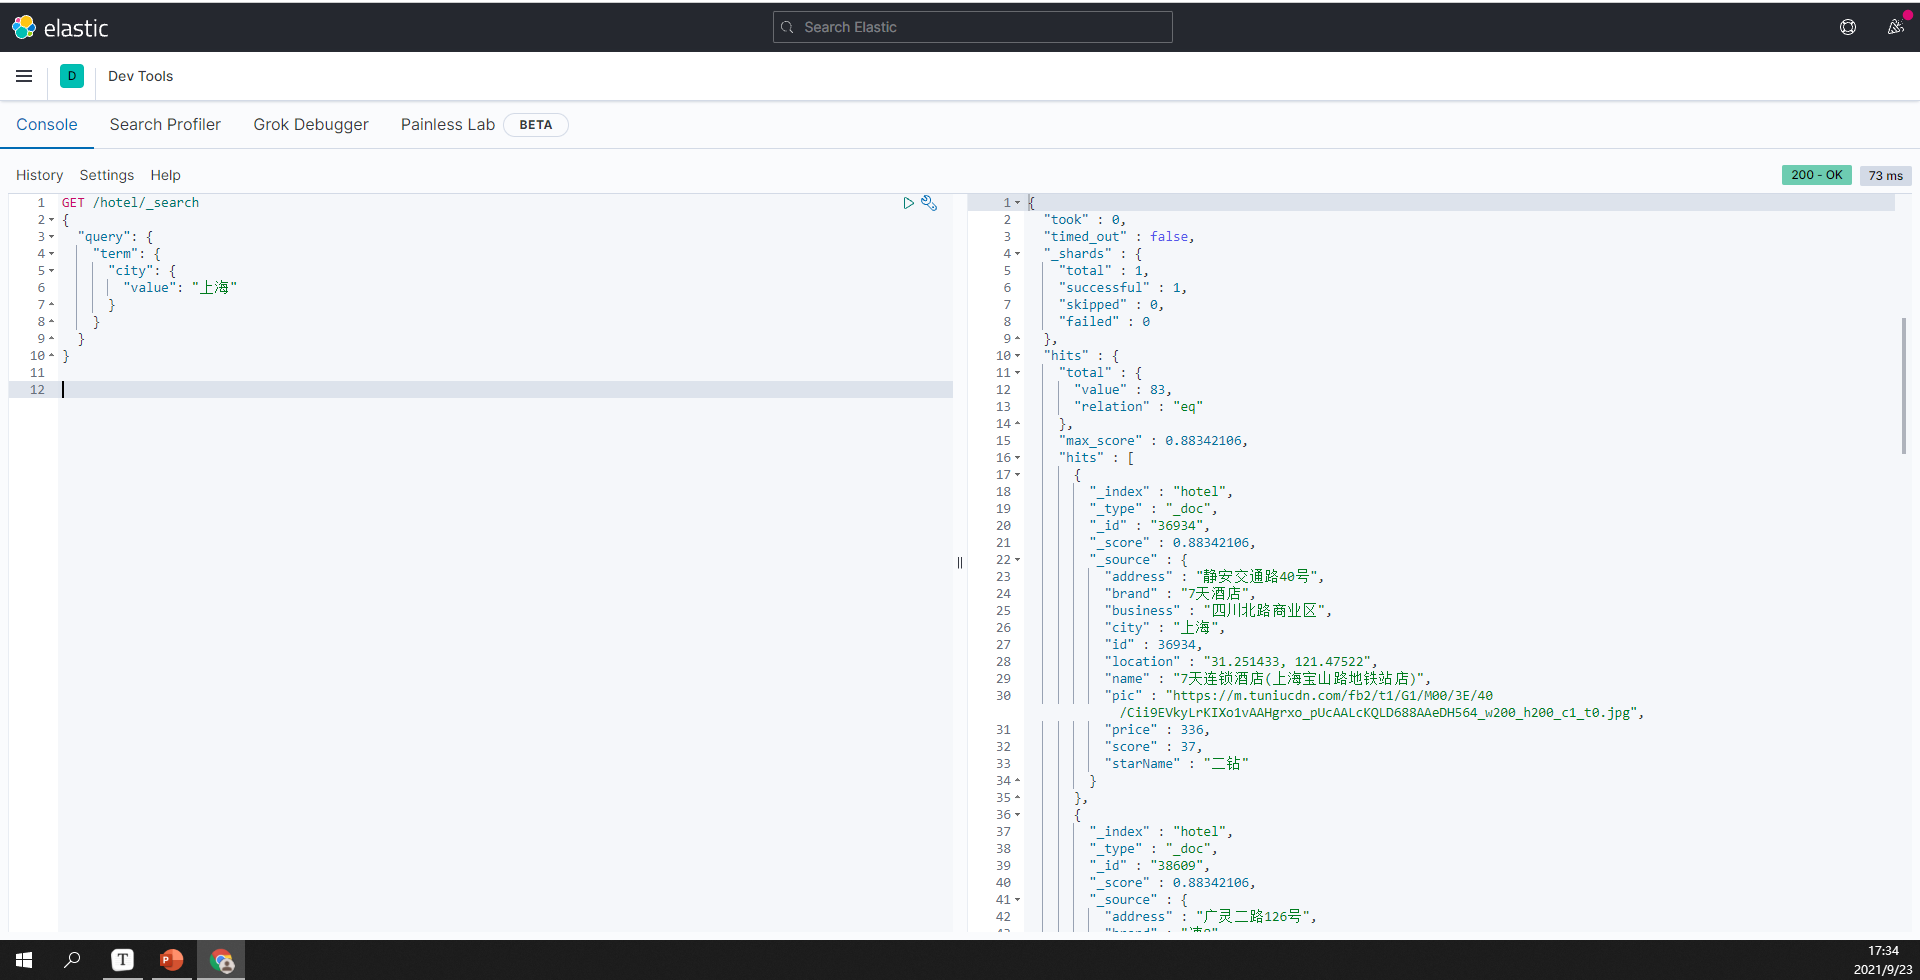 elastic
Search Elastic
D
Dev Tools
Console
Search Profiler
Grok Debugger
Painless Lab
BETA
History
Settings
Help
200 - OK
73 ms
1 GET /hotel/_search
2 {
3 "query": {
4 "term": {
5 "city": {
6 "value": "上海"
7 }
8 }
9 }
10 }
11
12
1 {
2 "took" : 0,
3 "timed_out" : false,
4 "_shards" : {
5 "total" : 1,
6 "successful" : 1,
7 "skipped" : 0,
8 "failed" : 0
9 },
10 "hits" : {
11 "total" : {
12 "value" : 83,
13 "relation" : "eq"
14 },
15 "max_score" : 0.88342106,
16 "hits" : [
17 {
18 "_index" : "hotel",
19 "_type" : "_doc",
20 "_id" : "36934",
21 "_score" : 0.88342106,
22 "_source" : {
23 "address" : "静安交通路40号",
24 "brand" : "7天酒店",
25 "business" : "四川北路商业区",
26 "city" : "上海",
27 "id" : 36934,
28 "location" : "31.251433, 121.47522",
29 "name" : "7天连锁酒店(上海宝山路地铁站店)",
30 "pic" : "https://m.tuniucdn.com/fb2/t1/G1/M00/3E/40
/Cii9EVkyLrKIXo1vAAHgrxo_pUcAALcKQLD688AAeDH564_w200_h200_c1_t0.jpg",
31 "price" : 336,
32 "score" : 37,
33 "starName" : "二钻"
34 }
35 },
36 {
37 "_index" : "hotel",
38 "_type" : "_doc",
39 "_id" : "38609",
40 "_score" : 0.88342106,
41 "_source" : {
42 "address" : "广灵二路126号",
T
P
17:34
2021/9/23